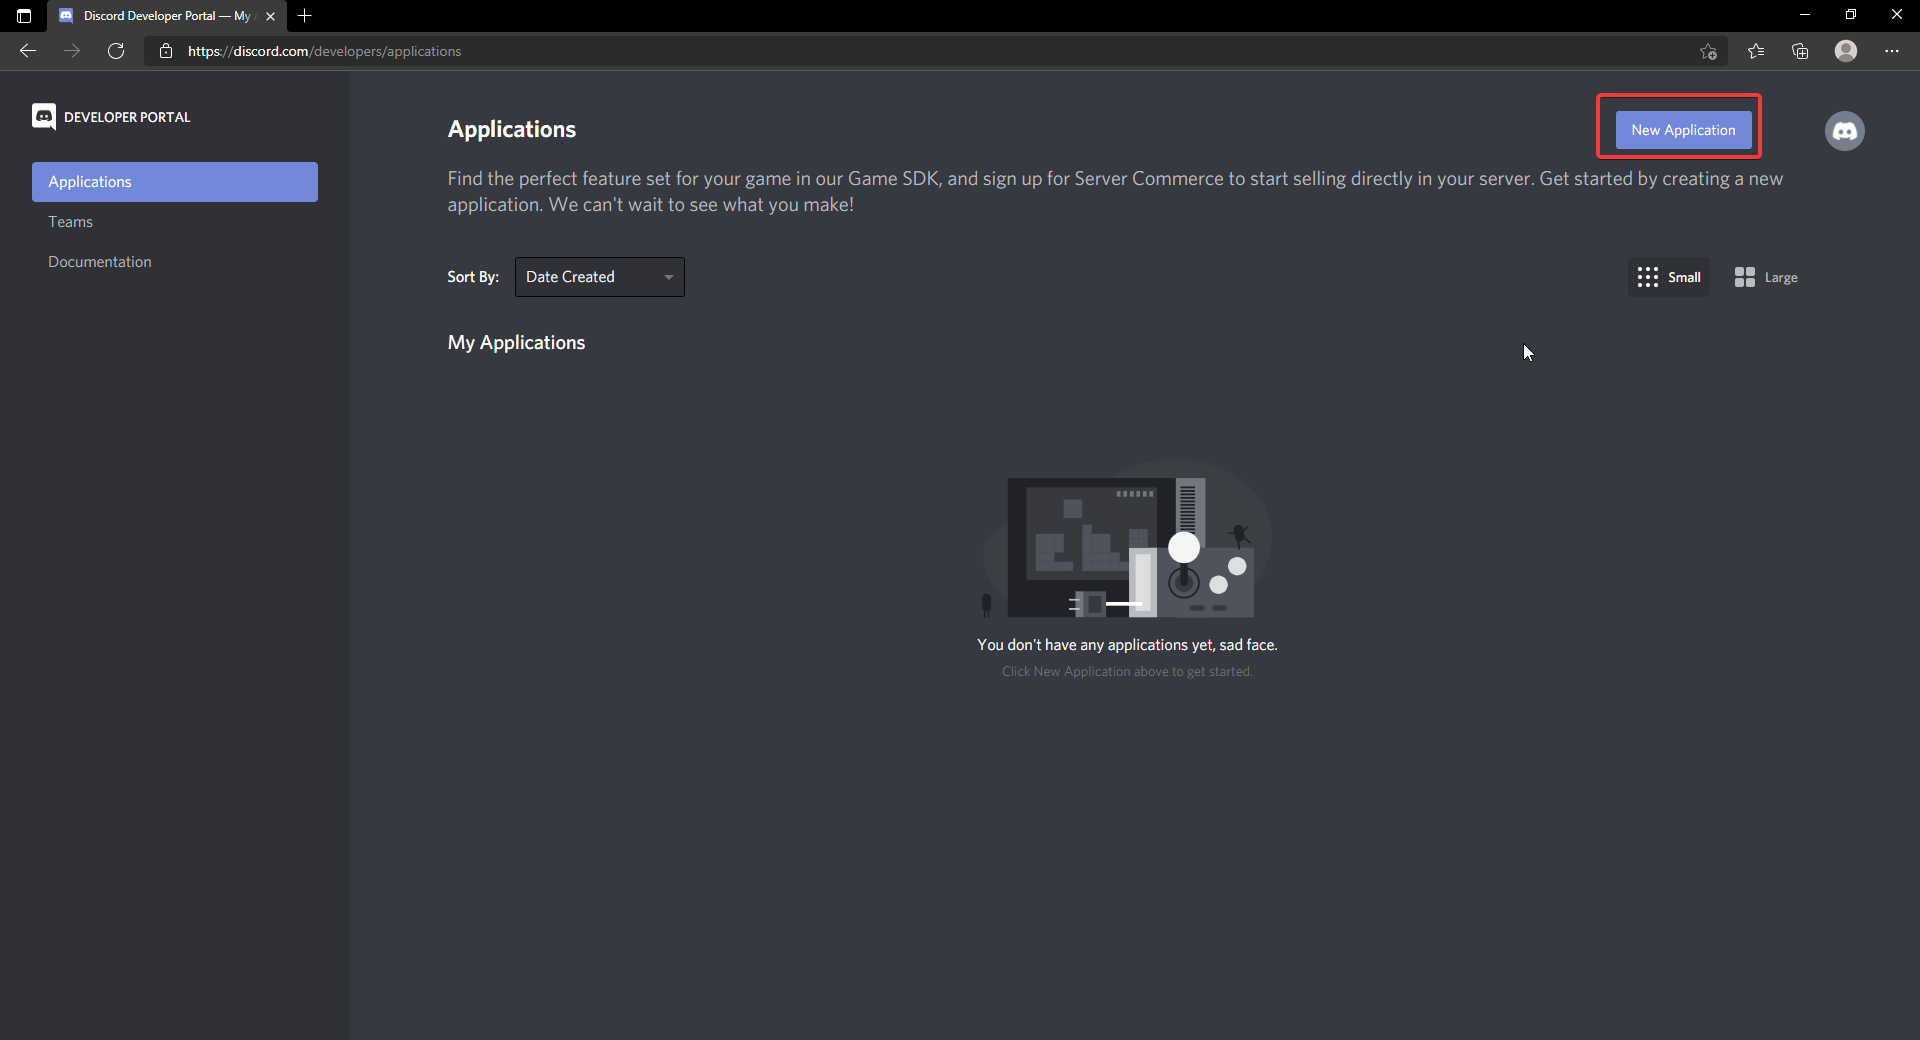 Discord Developer Portal — My
https://discord.com/developers/applications
DEVELOPER PORTAL
Applications
Teams
Documentation
Applications
New Application
Find the perfect feature set for your game in our Game SDK, and sign up for Server Commerce to start selling directly in your server. Get started by creating a new
application. We can't wait to see what you make!
Sort By:
Date Created
Small
Large
My Applications
You don't have any applications yet, sad face.
Click New Application above to get started.